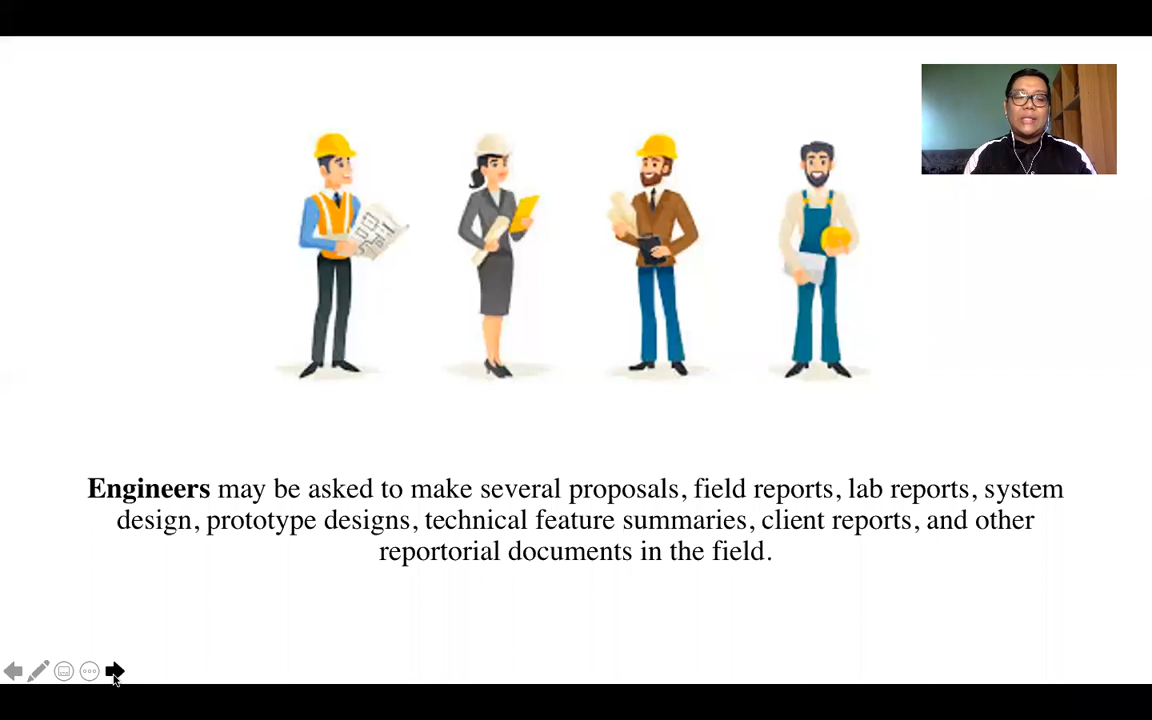 Engineers may be asked to make several proposals, field reports, lab reports, system
design, prototype designs, technical feature summaries, client reports, and other
reportorial documents in the field.